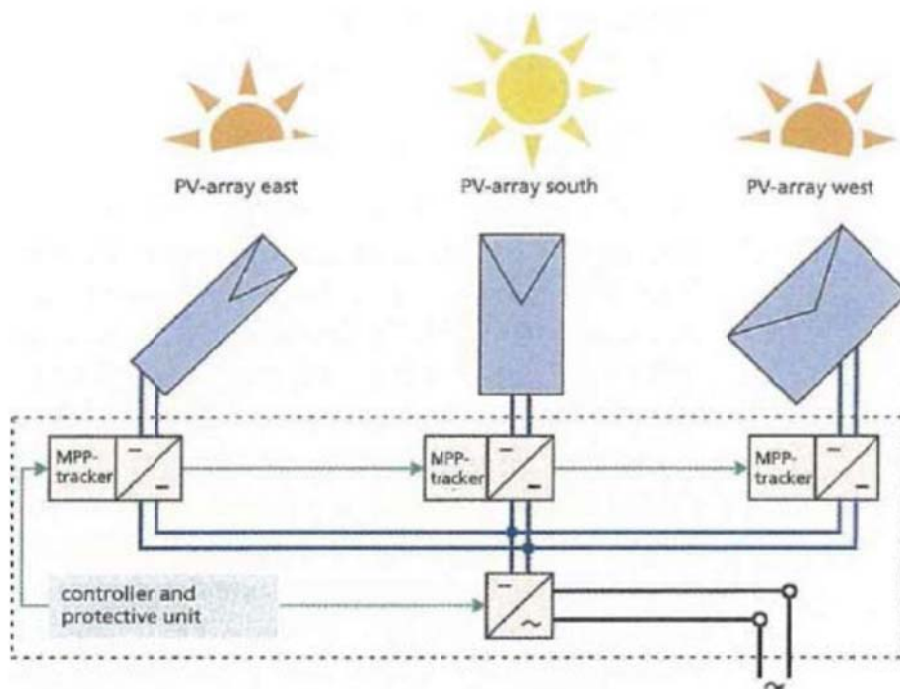 PV-array east
PV-array south
PV-array west
MPP-
tracker
MPP-
tracker
MPP-
tracker
controller and
protective unit